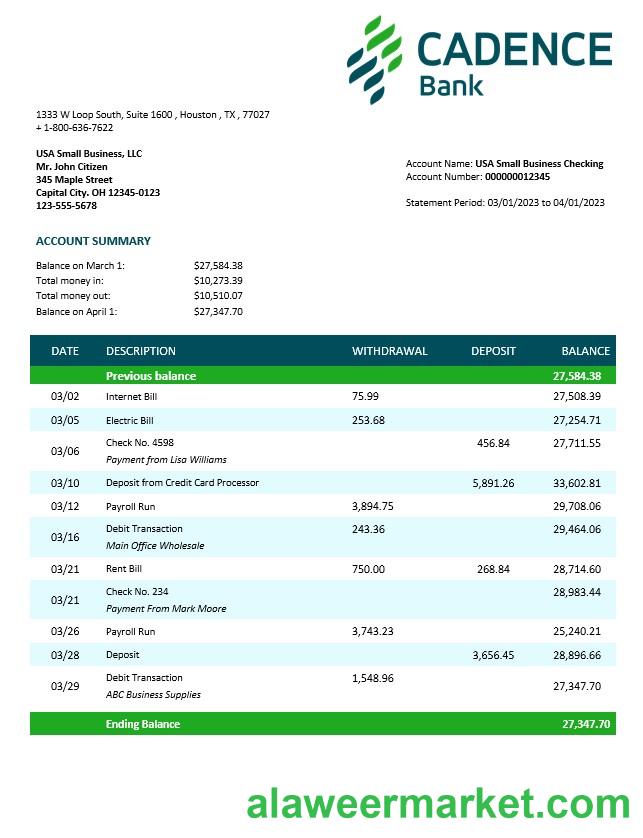 CADENCE
Bank
1333 W Loop South, Suite 1600 , Houston , TX , 77027
+ 1-800-636-7622
USA Small Business, LLC
Mr. John Citizen
345 Maple Street
Capital City. OH 12345-0123
123-555-5678
Account Name: USA Small Business Checking
Account Number: 000000012345
Statement Period: 03/01/2023 to 04/01/2023
ACCOUNT SUMMARY
Balance on March 1: $27,584.38
Total money in: $10,273.39
Total money out: $10,510.07
Balance on April 1: $27,347.70
DATE DESCRIPTION WITHDRAWAL DEPOSIT BALANCE
Previous balance 27,584.38
03/02 Internet Bill 75.99 27,508.39
03/05 Electric Bill 253.68 27,254.71
03/06 Check No. 4598 456.84 27,711.55
Payment from Lisa Williams
03/10 Deposit from Credit Card Processor 5,891.26 33,602.81
03/12 Payroll Run 3,894.75 29,708.06
03/16 Debit Transaction 243.36 29,464.06
Main Office Wholesale
03/21 Rent Bill 750.00 268.84 28,714.60
03/21 Check No. 234 28,983.44
Payment From Mark Moore
03/26 Payroll Run 3,743.23 25,240.21
03/28 Deposit 3,656.45 28,896.66
03/29 Debit Transaction 1,548.96 27,347.70
ABC Business Supplies
Ending Balance 27,347.70
alaweermarket.com